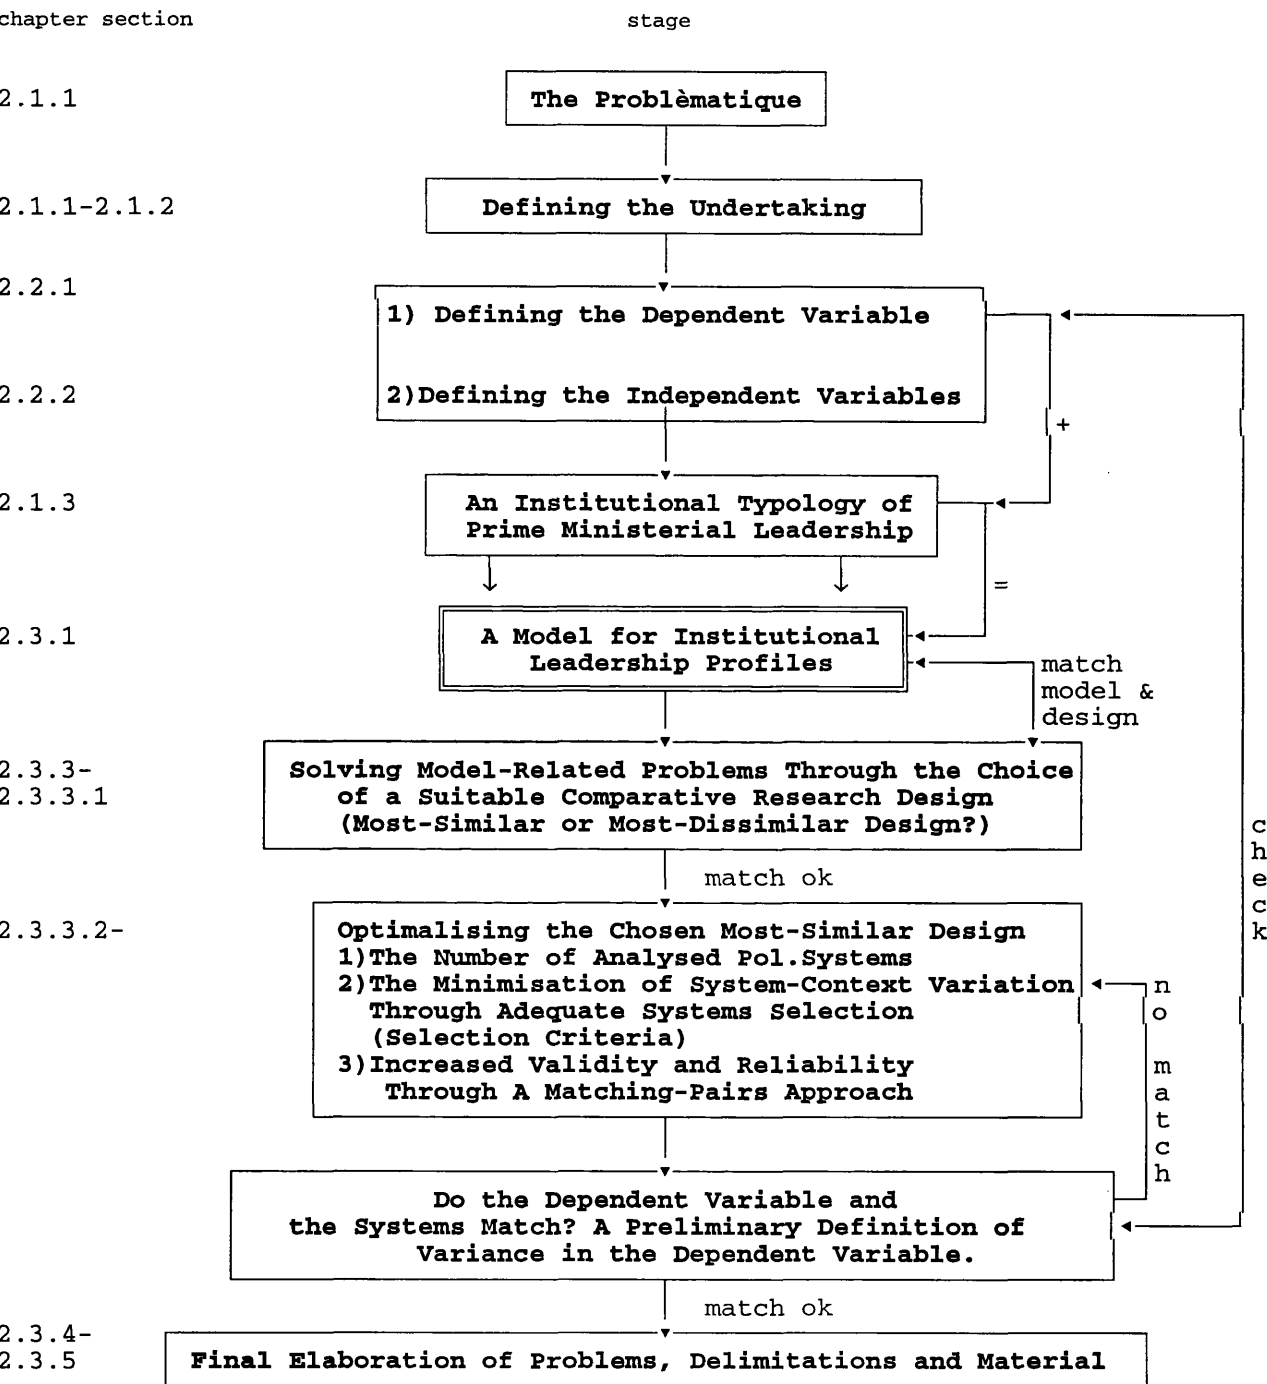 chapter section
stage
2.1.1
The Problèmatique
2.1.1-2.1.2
Defining the Undertaking
2.2.1
1) Defining the Dependent Variable
2.2.2
2)Defining the Independent Variables
+
2.1.3
An Institutional Typology of
Prime Ministerial Leadership
=
2.3.1
A Model for Institutional
Leadership Profiles
match
model &
design
2.3.3-
2.3.3.1
Solving Model-Related Problems Through the Choice
of a Suitable Comparative Research Design
(Most-Similar or Most-Dissimilar Design?)
check
match ok
2.3.3.2-
Optimalising the Chosen Most-Similar Design
1)The Number of Analysed Pol.Systems
2)The Minimisation of System-Context Variation
Through Adequate Systems Selection
(Selection Criteria)
3)Increased Validity and Reliability
Through A Matching-Pairs Approach
no match
Do the Dependent Variable and
the Systems Match? A Preliminary Definition of
Variance in the Dependent Variable.
match ok
2.3.4-
2.3.5
Final Elaboration of Problems, Delimitations and Material